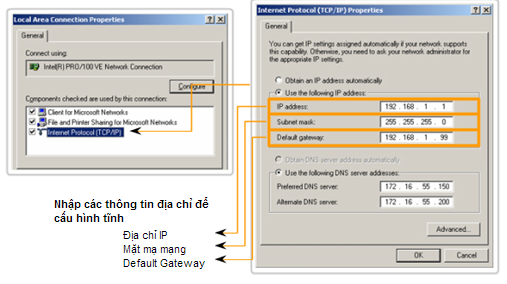 Local Area Connection Properties
General
Connect using:
Intel(R) PRO/100 VE Network Connection
Configure
Components checked are used by this connection:
Client for Microsoft Networks
File and Printer Sharing for Microsoft Networks
Internet Protocol (TCP/IP)
Nhập các thông tin địa chỉ để
cấu hình tĩnh
Địa chỉ IP
Mặt mạ mạng
Default Gateway
Internet Protocol (TCP/IP) Properties
General
You can get IP settings assigned automatically if your network supports
this capability. Otherwise, you need to ask your network administrator for
the appropriate IP settings.
Obtain an IP address automatically
Use the following IP address:
IP address: 192 . 168 . 1 . 1
Subnet mask: 255 . 255 . 255 . 0
Default gateway: 192 . 168 . 1 . 99
Obtain DNS server address automatically
Use the following DNS server addresses:
Preferred DNS server: 172 . 16 . 55 . 150
Alternate DNS server: 172 . 16 . 55 . 200
Advanced...
OK Cancel